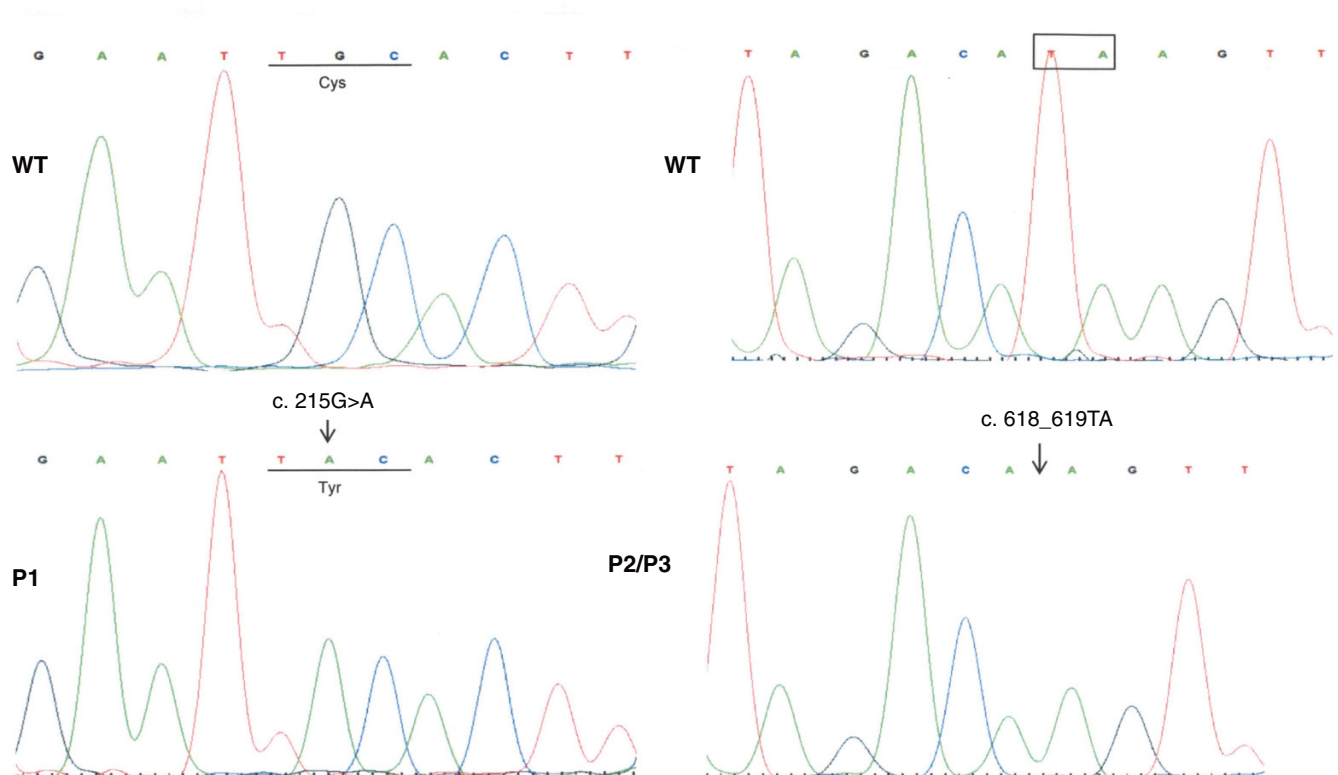 G A A T T G C A C T T
Cys
WT
c. 215G>A
G A A T T A C A C T T
Tyr
P1
T A G A C A T A A G T T
WT
c. 618_619TA
T A G A C A A G T T
P2/P3